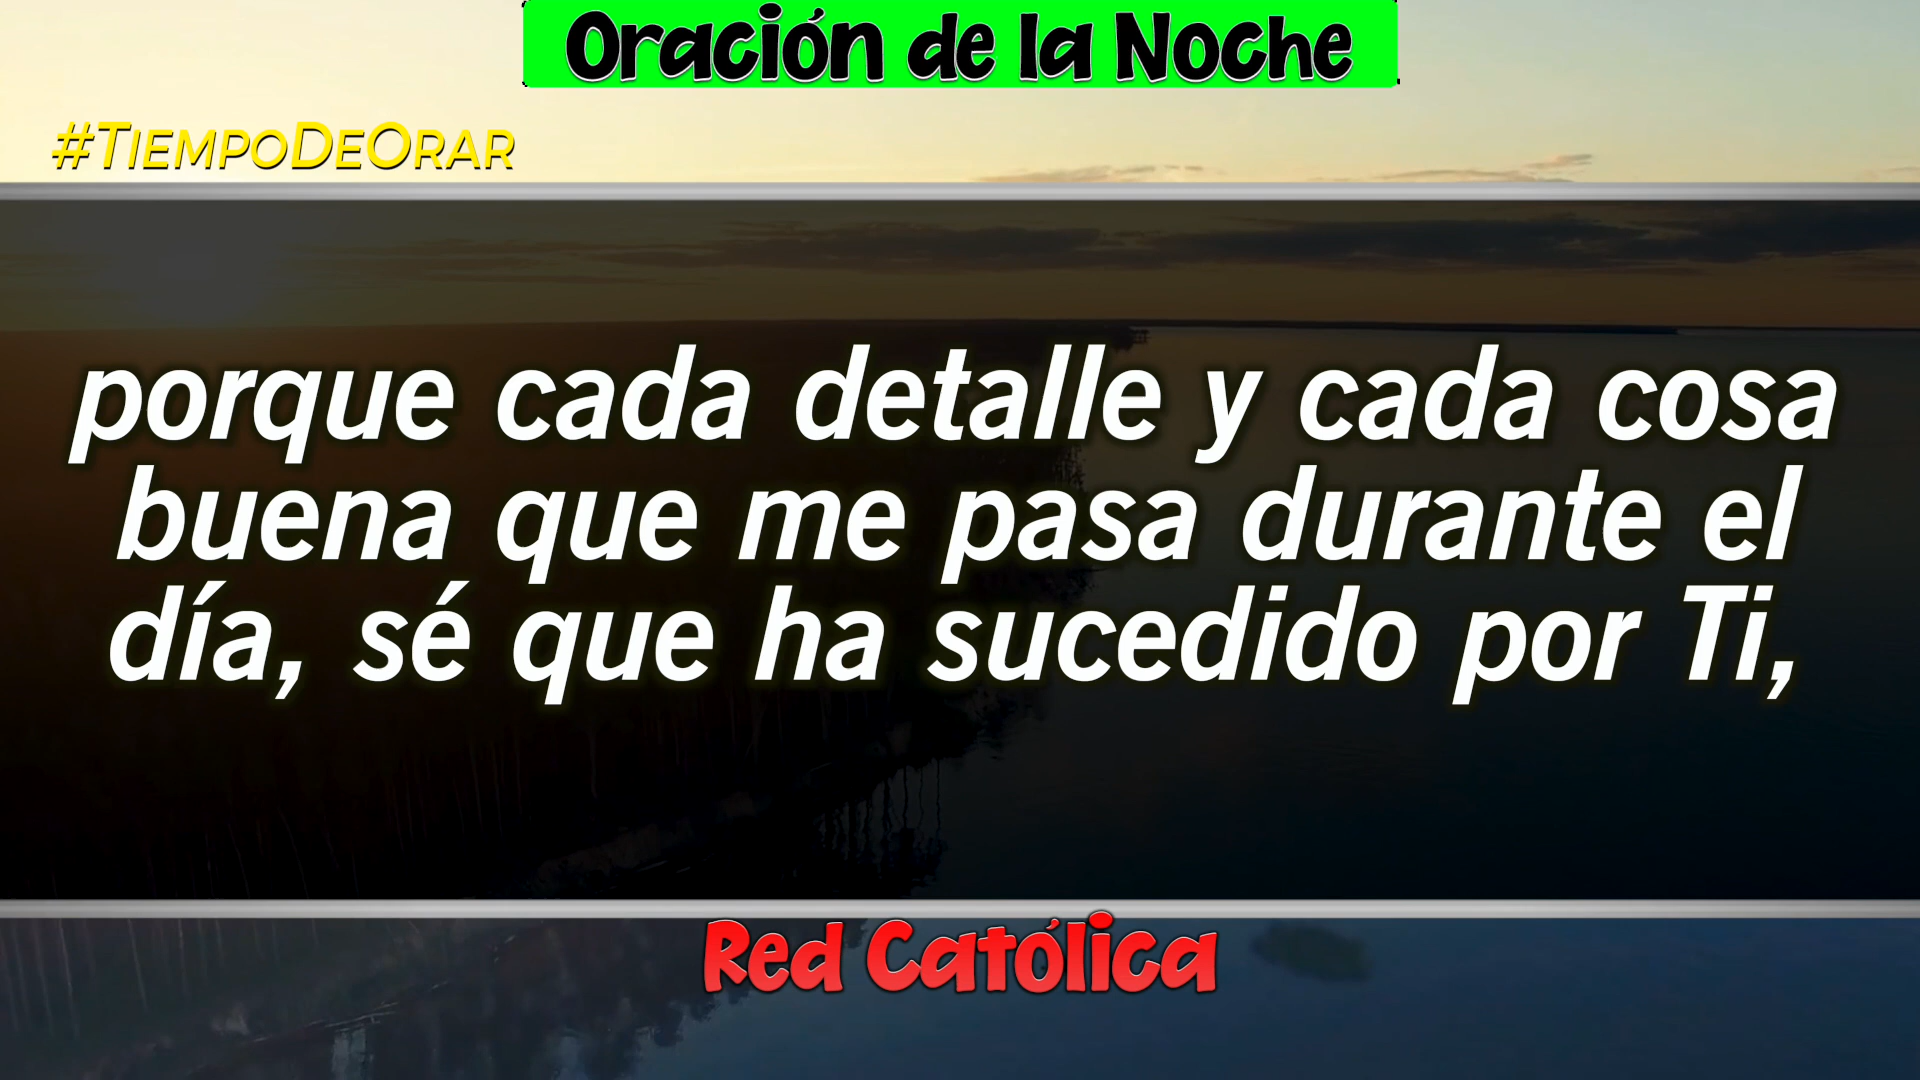 Oración de la Noche
#TiempoDeOrar
porque cada detalle y cada cosa
buena que me pasa durante el
día, sé que ha sucedido por Ti,
Red Católica